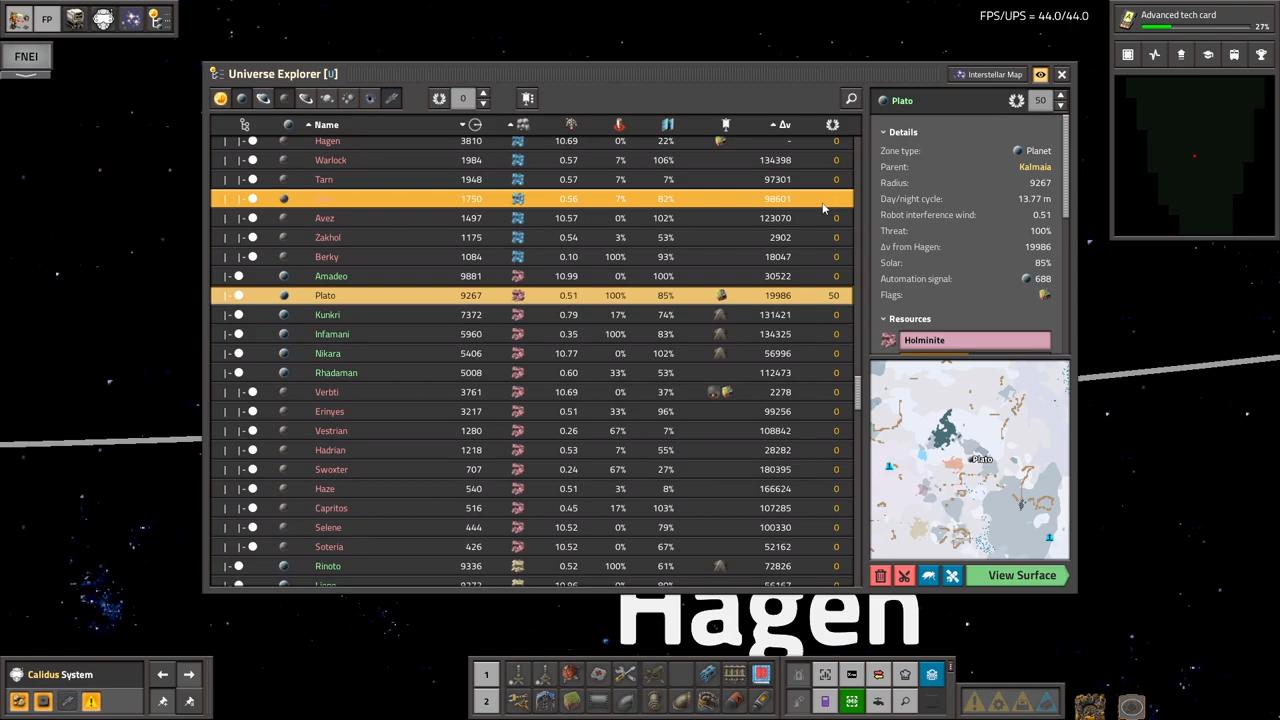 FP
FPS/UPS = 44.0/44.0
Advanced tech card
27%
FNEI
Universe Explorer [U]
Interstellar Map
0
Plato
50
Name
Δv
Hagen 3810 10.69 0% 22% - 0
Warlock 1984 0.57 7% 106% 134398 0
Tarn 1948 0.57 7% 7% 97301 0
1750 0.56 7% 82% 98601
Avez 1497 10.57 0% 102% 123070 0
Zakhol 1175 0.54 3% 53% 2902 0
Berky 1084 0.10 100% 93% 18047 0
Amadeo 9881 10.99 0% 100% 30522 0
Plato 9267 0.51 100% 85% 19986 50
Kunkri 7372 0.79 17% 74% 131421 0
Infamani 5960 0.35 100% 83% 134325 0
Nikara 5406 10.77 0% 102% 56996 0
Rhadaman 5008 0.60 33% 53% 112473 0
Verbti 3761 10.69 0% 37% 2278 0
Erinyes 3217 0.51 33% 96% 99256 0
Vestrian 1280 0.26 67% 7% 108842 0
Hadrian 1218 0.53 7% 55% 28282 0
Swoxter 707 0.24 67% 27% 180395 0
Haze 540 0.51 3% 8% 166624 0
Capritos 516 0.45 17% 103% 107285 0
Selene 444 10.52 0% 79% 100330 0
Soteria 426 10.52 0% 67% 52162 0
Rinoto 9336 0.52 100% 61% 72826 0
Details
Zone type: Planet
Parent: Kalmaia
Radius: 9267
Day/night cycle: 13.77 m
Robot interference wind: 0.51
Threat: 100%
Δv from Hagen: 19986
Solar: 85%
Automation signal: 688
Flags:
Resources
Holminite
Plato
View Surface
Hagen
Calidus System
1
2